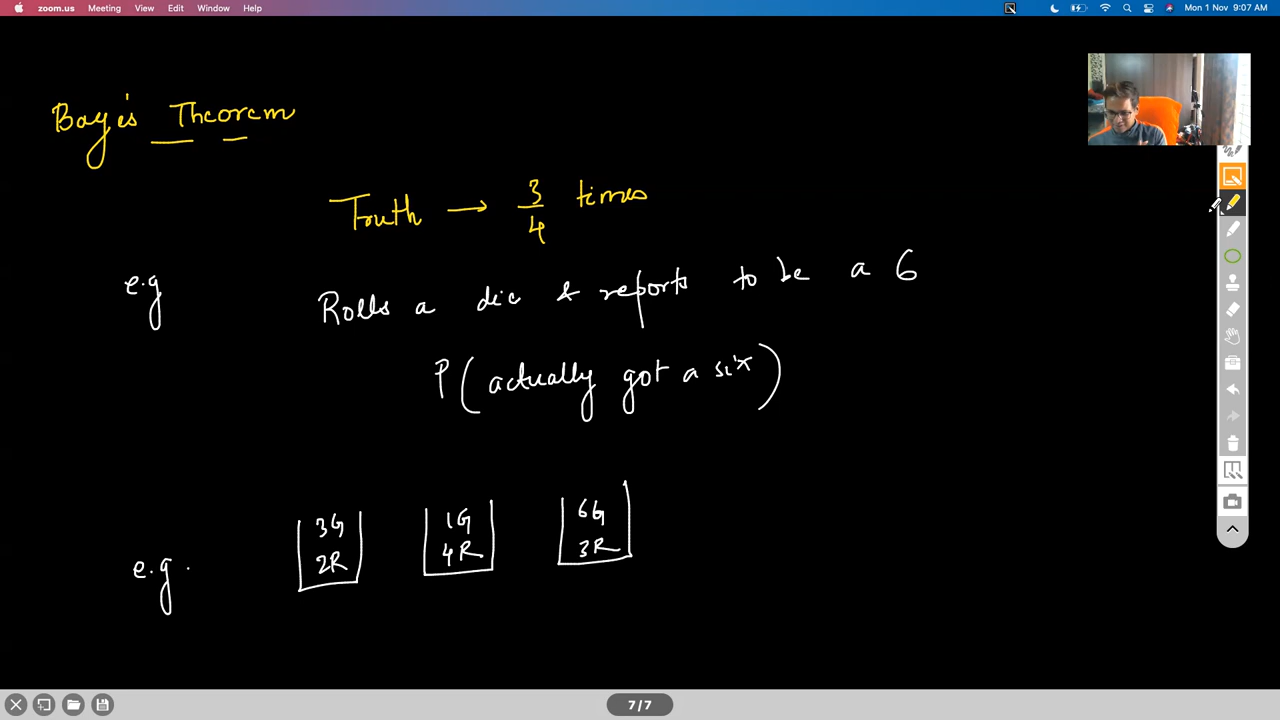 zoom.us Meeting View Edit Window Help Mon 1 Nov 9:07 AM
Baye's Theorem
Truth → 3/4 times
e.g Rolls a die & reports to be a 6
P(actually got a six)
e.g. 3G 1G 6G
2R 4R 3R
7/7